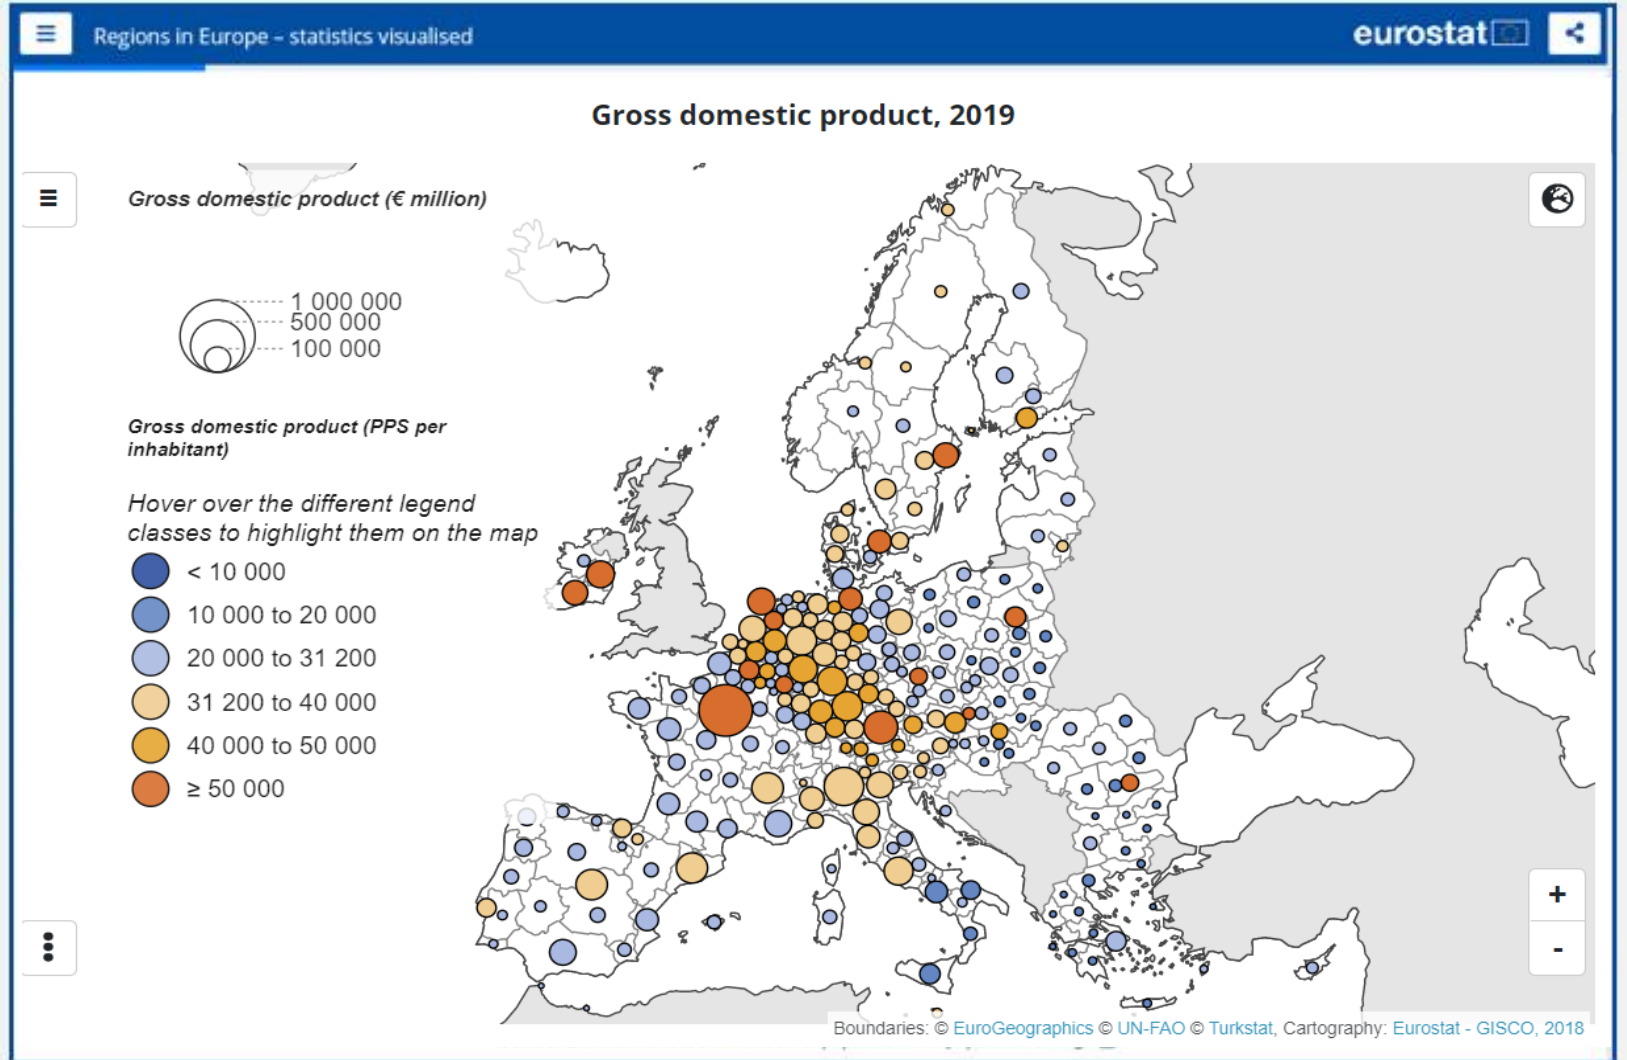 Regions in Europe – statistics visualised
eurostat
Gross domestic product, 2019
Gross domestic product (€ million)
1 000 000
500 000
100 000
Gross domestic product (PPS per
inhabitant)
Hover over the different legend
classes to highlight them on the map
< 10 000
10 000 to 20 000
20 000 to 31 200
31 200 to 40 000
40 000 to 50 000
≥ 50 000
+
-
Boundaries: © EuroGeographics © UN-FAO © Turkstat, Cartography: Eurostat - GISCO, 2018